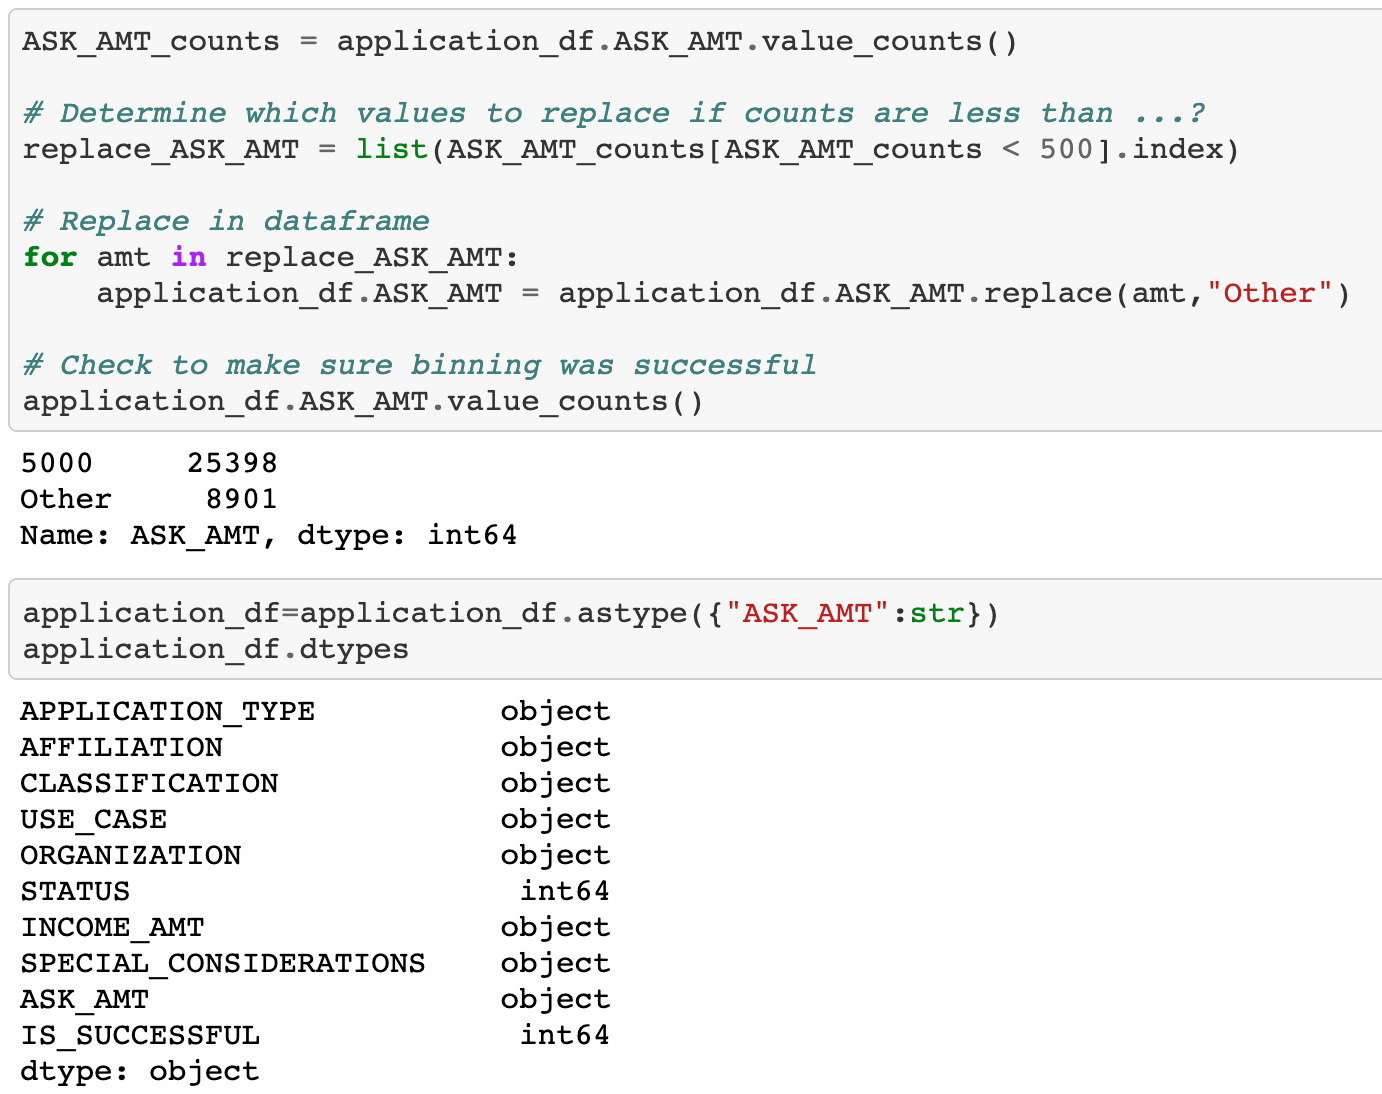 ASK_AMT_counts = application_df.ASK_AMT.value_counts()
# Determine which values to replace if counts are less than ...?
replace_ASK_AMT = list(ASK_AMT_counts[ASK_AMT_counts < 500].index)
# Replace in dataframe
for amt in replace_ASK_AMT:
    application_df.ASK_AMT = application_df.ASK_AMT.replace(amt,"Other")
# Check to make sure binning was successful
application_df.ASK_AMT.value_counts()
5000     25398
Other     8901
Name: ASK_AMT, dtype: int64
application_df=application_df.astype({"ASK_AMT":str})
application_df.dtypes
APPLICATION_TYPE          object
AFFILIATION               object
CLASSIFICATION            object
USE_CASE                  object
ORGANIZATION              object
STATUS                     int64
INCOME_AMT                object
SPECIAL_CONSIDERATIONS    object
ASK_AMT                   object
IS_SUCCESSFUL              int64
dtype: object